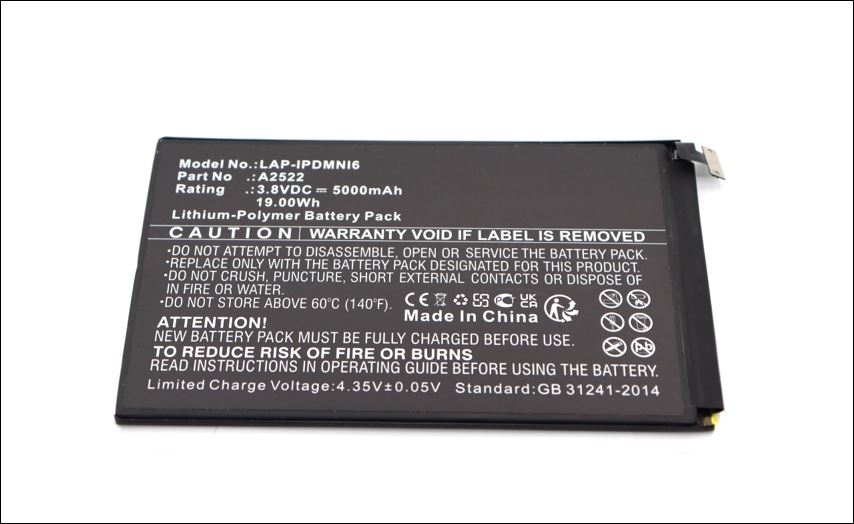 Model No.:LAP-IPDMNI6
Part No .:A2522
Rating .:3.8VDC ⎓ 5000mAh
19.00Wh
Lithium-Polymer Battery Pack
CAUTION | WARRANTY VOID IF LABEL IS REMOVED
•DO NOT ATTEMPT TO DISASSEMBLE, OPEN OR SERVICE THE BATTERY PACK.
•REPLACE ONLY WITH THE BATTERY PACK DESIGNATED FOR THIS PRODUCT.
•DO NOT CRUSH, PUNCTURE, SHORT EXTERNAL CONTACTS OR DISPOSE OF
IN FIRE OR WATER.
•DO NOT STORE ABOVE 60°C (140°F).
CE UK CA
Made In China
Pb
ATTENTION!
NEW BATTERY PACK MUST BE FULLY CHARGED BEFORE USE.
TO REDUCE RISK OF FIRE OR BURNS
READ INSTRUCTIONS IN OPERATING GUIDE BEFORE USING THE BATTERY PACK.
Limited Charge Voltage:4.35V±0.05V Standard:GB 31241-2014